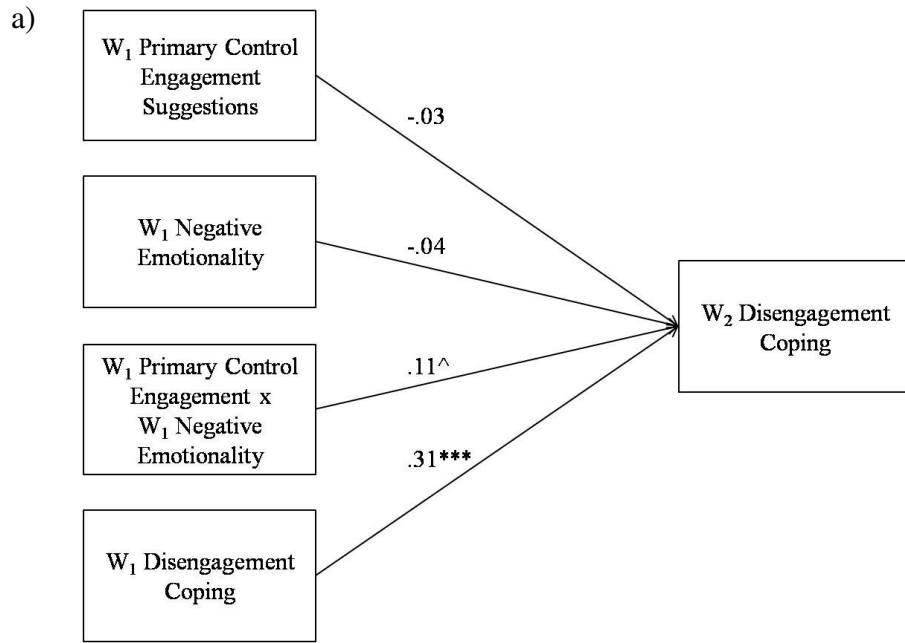 a)
W₁ Primary Control
Engagement
Suggestions
-.03
W₁ Negative
Emotionality
-.04
W₂ Disengagement
Coping
W₁ Primary Control
Engagement x
W₁ Negative
Emotionality
.11^
.31***
W₁ Disengagement
Coping